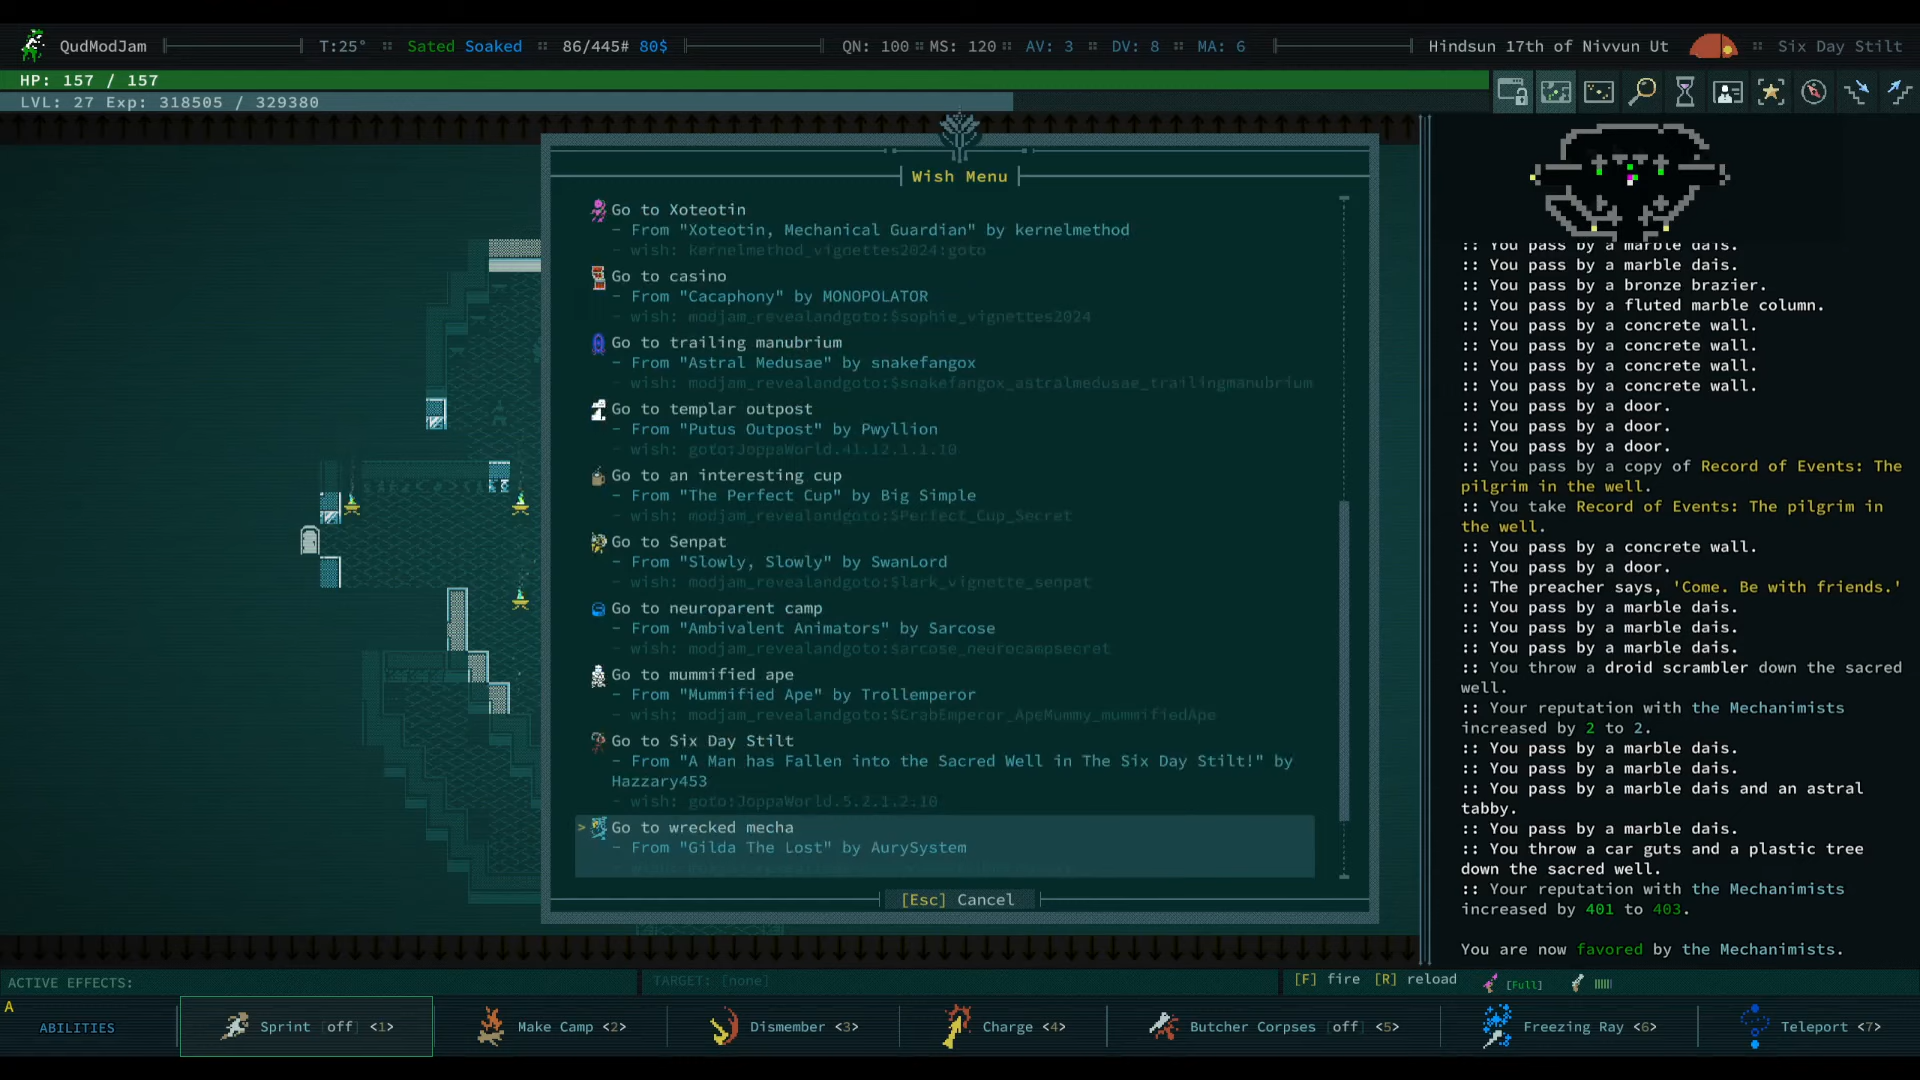 QudModJam T:25° :: Sated Soaked :: 86/445# 80$ QN: 100 :: MS: 120 :: AV: 3 :: DV: 8 :: MA: 6 Hindsun 17th of Nivvun Ut :: Six Day Stilt
HP: 157 / 157
LVL: 27 Exp: 318505 / 329380
Wish Menu
Go to Xoteotin
- From "Xoteotin, Mechanical Guardian" by kernelmethod
- wish: kernelmethod_vignettes2024:goto
Go to casino
- From "Cacaphony" by MONOPOLATOR
- wish: modjam_revealandgoto:$sophie_vignettes2024
Go to trailing manubrium
- From "Astral Medusae" by snakefangox
- wish: modjam_revealandgoto:$snakefangox_astralmedusae_trailingmanubrium
Go to templar outpost
- From "Putus Outpost" by Pwyllion
- wish: goto:JoppaWorld.41.12.1.1.10
Go to an interesting cup
- From "The Perfect Cup" by Big Simple
- wish: modjam_revealandgoto:$Perfect_Cup_Secret
Go to Senpat
- From "Slowly, Slowly" by SwanLord
- wish: modjam_revealandgoto:$lark_vignette_senpat
Go to neuroparent camp
- From "Ambivalent Animators" by Sarcose
- wish: modjam_revealandgoto:$arcose_neurocampsecret
Go to mummified ape
- From "Mummified Ape" by Trollemperor
- wish: modjam_revealandgoto:$CrabEmperor_ApeMummy_mummifiedApe
Go to Six Day Stilt
- From "A Man has Fallen into the Sacred Well in The Six Day Stilt!" by
Hazzary453
- wish: goto:JoppaWorld.5.2.1.2.10
> Go to wrecked mecha
- From "Gilda The Lost" by AurySystem
[Esc] Cancel
:: You pass by a marble dais.
:: You pass by a marble dais.
:: You pass by a bronze brazier.
:: You pass by a fluted marble column.
:: You pass by a concrete wall.
:: You pass by a concrete wall.
:: You pass by a concrete wall.
:: You pass by a concrete wall.
:: You pass by a door.
:: You pass by a door.
:: You pass by a door.
:: You pass by a copy of Record of Events: The
pilgrim in the well.
:: You take Record of Events: The pilgrim in
the well.
:: You pass by a concrete wall.
:: You pass by a door.
:: The preacher says, 'Come. Be with friends.'
:: You pass by a marble dais.
:: You pass by a marble dais.
:: You pass by a marble dais.
:: You throw a droid scrambler down the sacred
well.
:: Your reputation with the Mechanimists
increased by 2 to 2.
:: You pass by a marble dais.
:: You pass by a marble dais.
:: You pass by a marble dais and an astral
tabby.
:: You pass by a marble dais.
:: You throw a car guts and a plastic tree
down the sacred well.
:: Your reputation with the Mechanimists
increased by 401 to 403.
You are now favored by the Mechanimists.
ACTIVE EFFECTS: TARGET: [none] [F] fire [R] reload [Full]
A
ABILITIES Sprint [off] <1> Make Camp <2> Dismember <3> Charge <4> Butcher Corpses [off] <5> Freezing Ray <6> Teleport <7>